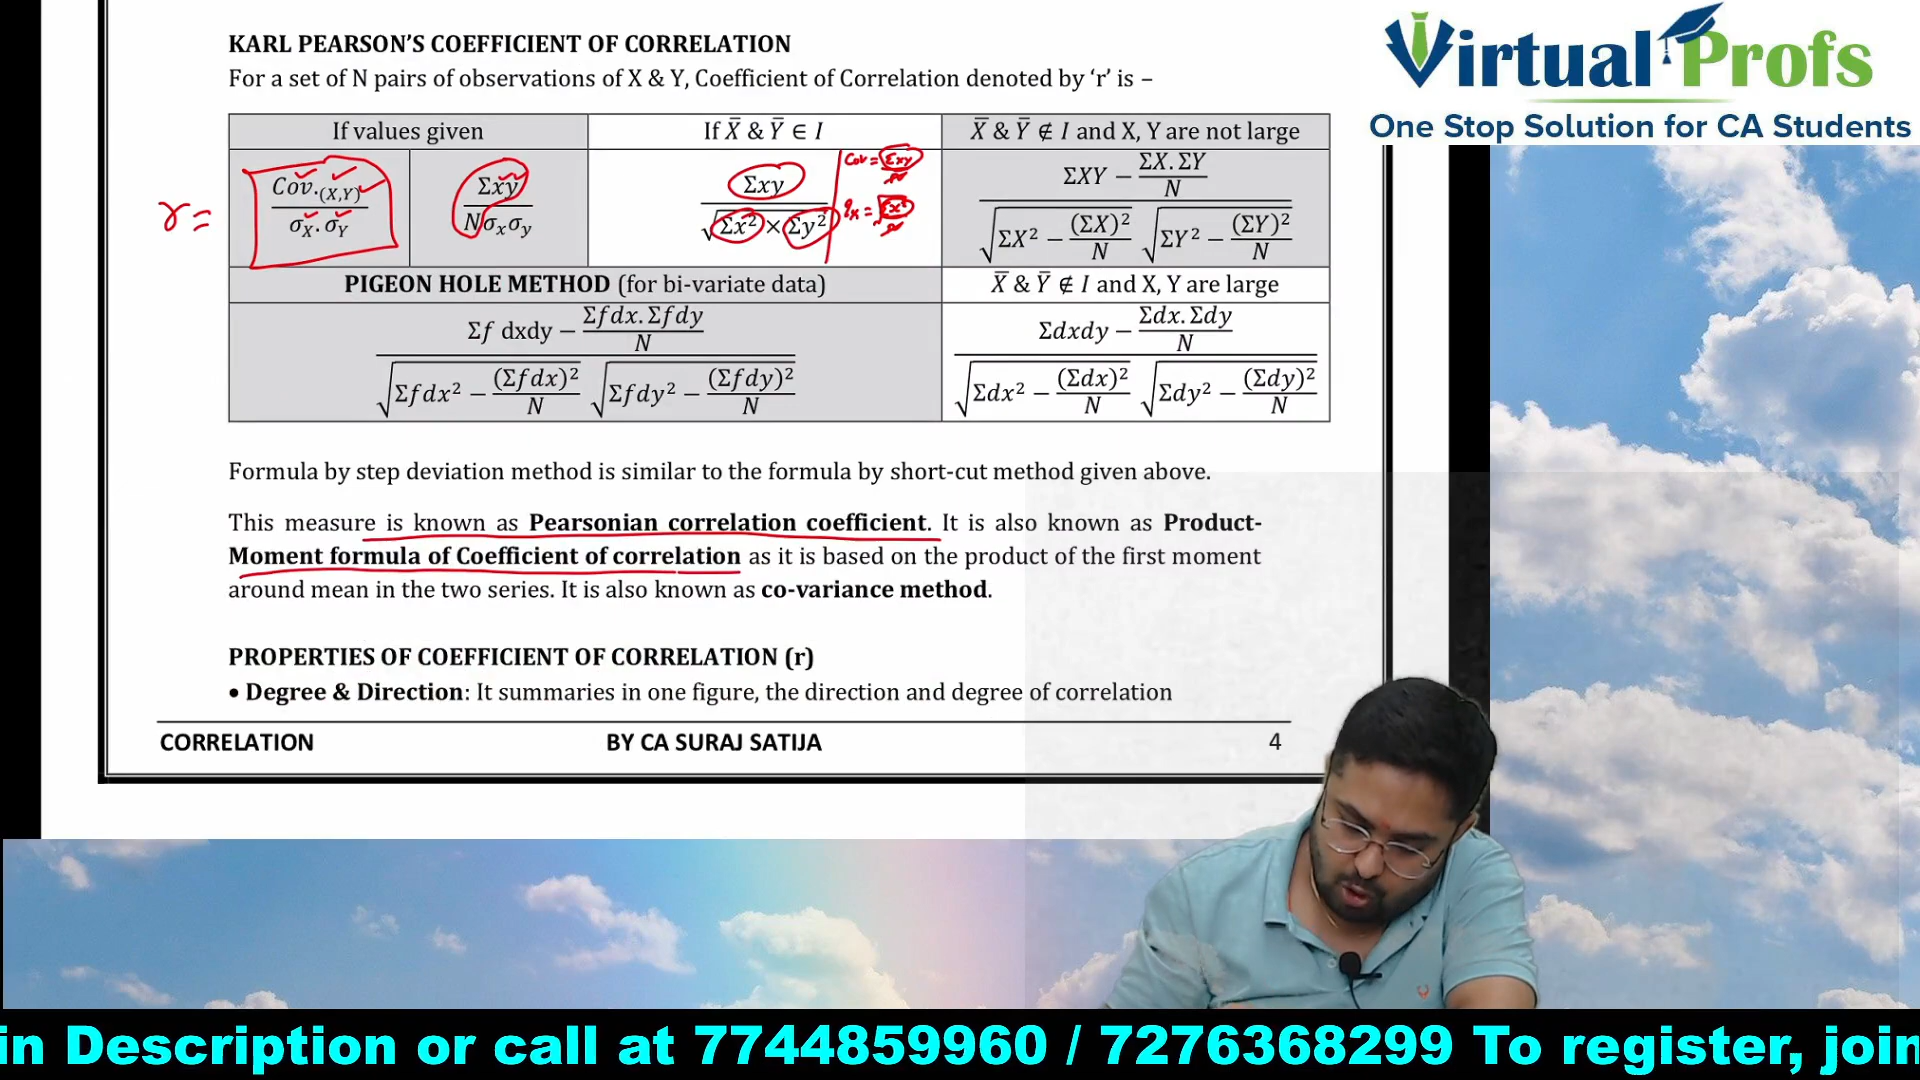 KARL PEARSON’S COEFFICIENT OF CORRELATION
For a set of N pairs of observations of X & Y, Coefficient of Correlation denoted by ‘r’ is –
If values given
If X̅ & Y̅ ∈ I
X̅ & Y̅ ∉ I and X, Y are not large
r =
Cov.(X,Y)
σX. σY
Σxy
Nσxσy
Σxy
√Σx² × Σy²
Cov = Σxy
N
ΣXY − ΣX. ΣY
N
√ΣX² − (ΣX)² √ΣY² − (ΣY)²
N N
PIGEON HOLE METHOD (for bi-variate data)
X̅ & Y̅ ∉ I and X, Y are large
Σf dxdy − Σfdx. Σfdy
N
√Σfdx² − (Σfdx)² √Σfdy² − (Σfdy)²
N N
Σdxdy − Σdx. Σdy
N
√Σdx² − (Σdx)² √Σdy² − (Σdy)²
N N
Formula by step deviation method is similar to the formula by short-cut method given above.
This measure is known as Pearsonian correlation coefficient. It is also known as Product-
Moment formula of Coefficient of correlation as it is based on the product of the first moment
around mean in the two series. It is also known as co-variance method.
PROPERTIES OF COEFFICIENT OF CORRELATION (r)
• Degree & Direction: It summaries in one figure, the direction and degree of correlation
CORRELATION BY CA SURAJ SATIJA 4
Virtual Profs
One Stop Solution for CA Students
in Description or call at 7744859960 / 7276368299 To register, join